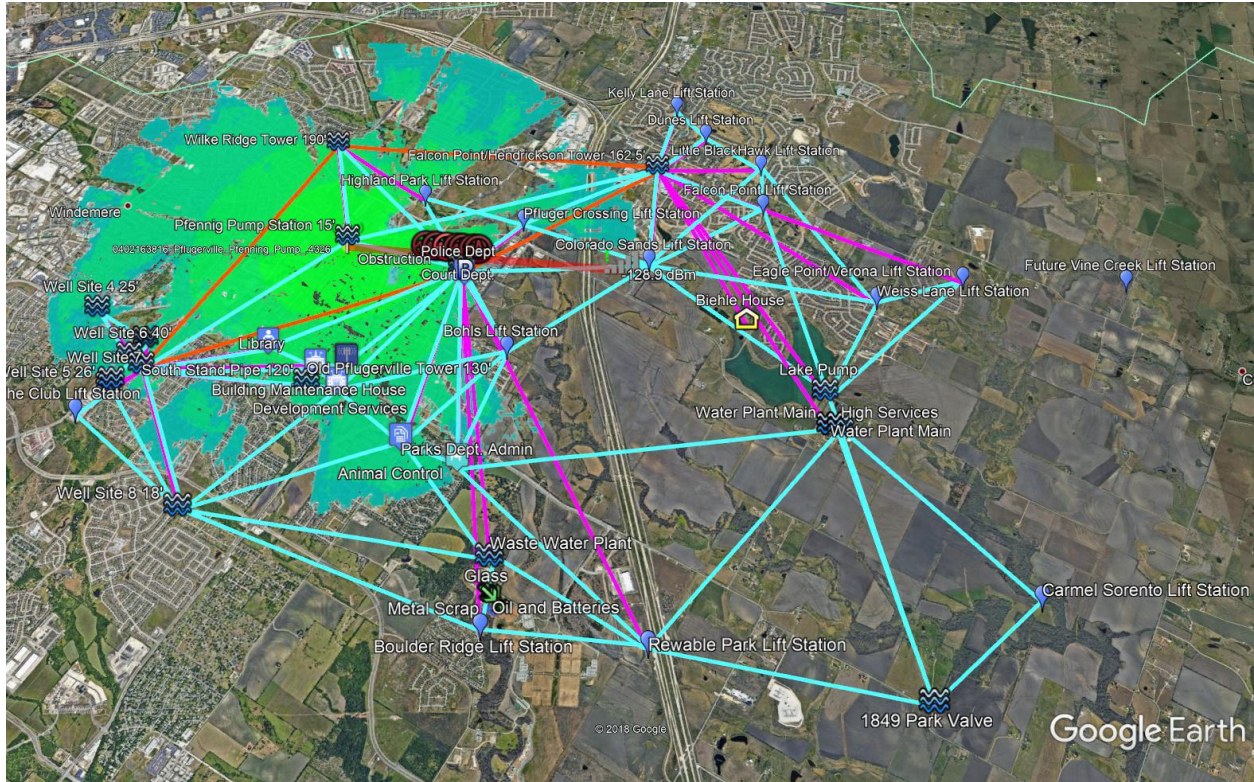 Kelly Lane Lift Station
Dunes Lift Station
Wilke Ridge Tower 190'
Falcon Point/Hendrickson Tower 162.5'
Little BlackHawk Lift Station
Highland Park Lift Station
Falcon Point Lift Station
Windemere
Pfluger Crossing Lift Station
Pfennig Pump Station 15'
Police Dept
Colorado Sands Lift Station
Obstruction
Court Dept.
-128.9 dBm
Eagle Point/Verona Lift Station
Future Vine Creek Lift Station
Well Site 4 25'
Weiss Lane Lift Station
Biehle House
Well Site 6 40'
Library
Bohls Lift Station
Well Site 7
South Stand Pipe 120'
Old Pflugerville Tower 130'
Lake Pump
Well Site 5 26'
Building Maintenance House
he Club Lift Station
Development Services
Water Plant Main
High Services
Water Plant Main
Parks Dept. Admin
Animal Control
Well Site 8 18'
Waste Water Plant
Glass
Metal Scrap
Oil and Batteries
Carmel Sorento Lift Station
Boulder Ridge Lift Station
Rewable Park Lift Station
1849 Park Valve
© 2018 Google
Google Earth